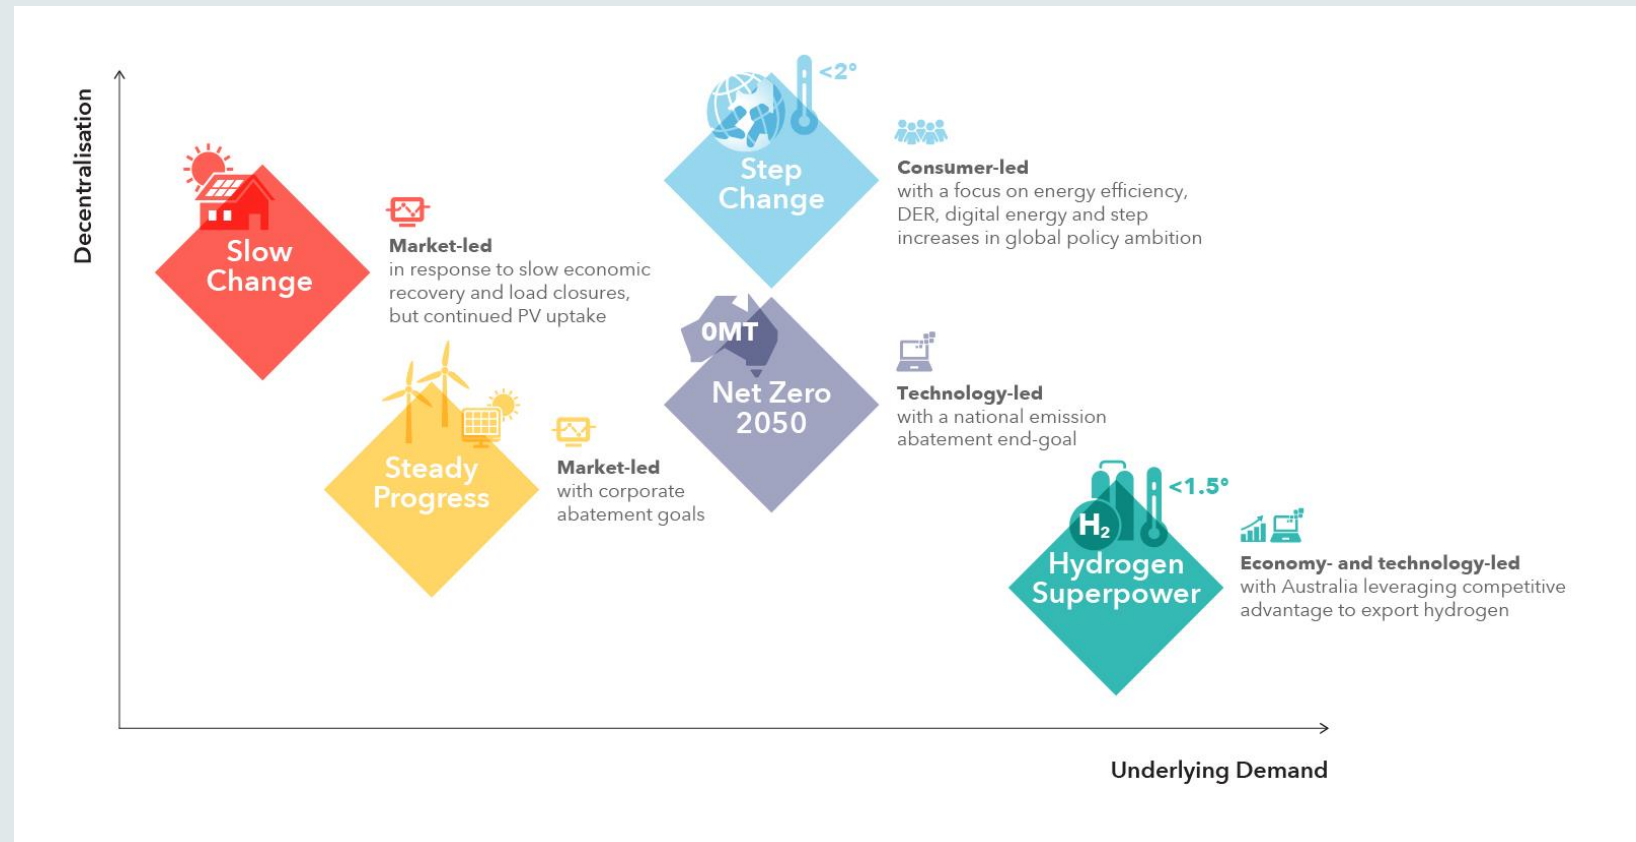 Decentralisation
Slow
Change
Market-led
in response to slow economic
recovery and load closures,
but continued PV uptake
<2°
Step
Change
Consumer-led
with a focus on energy efficiency,
DER, digital energy and step
increases in global policy ambition
Steady
Progress
Market-led
with corporate
abatement goals
0MT
Net Zero
2050
Technology-led
with a national emission
abatement end-goal
<1.5°
H₂
Hydrogen
Superpower
Economy- and technology-led
with Australia leveraging competitive
advantage to export hydrogen
Underlying Demand